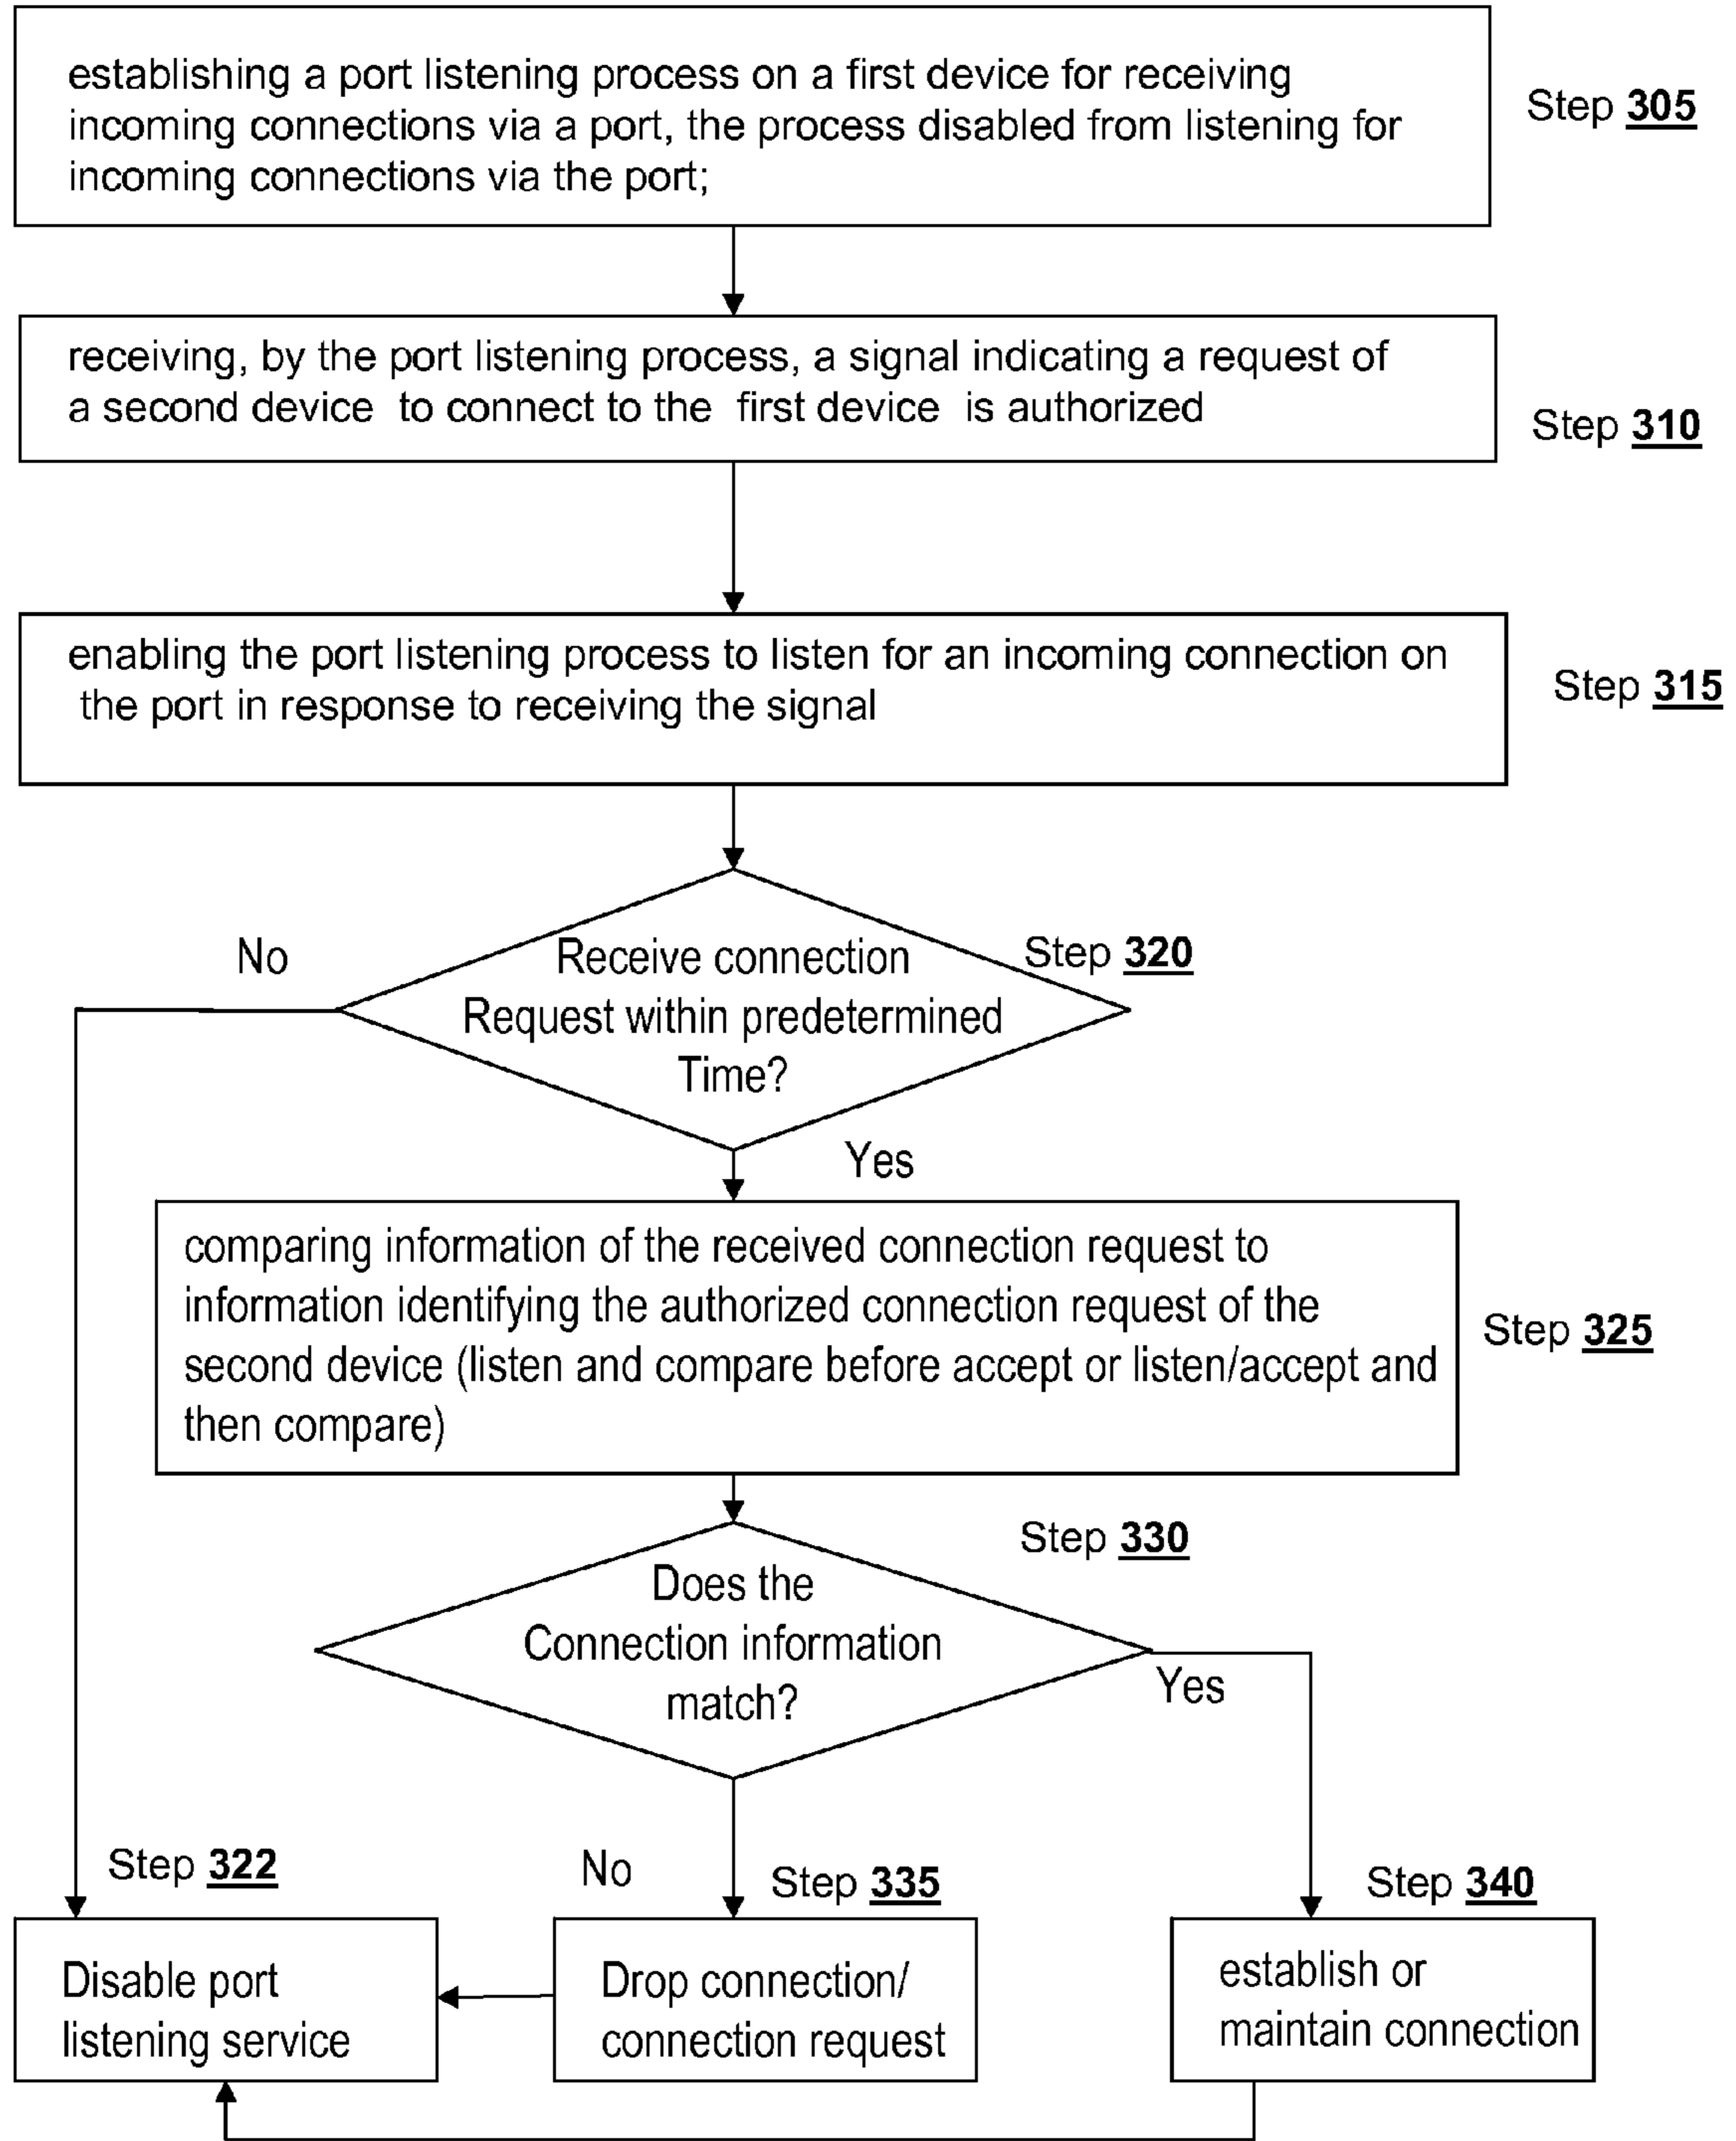 establishing a port listening process on a first device for receiving
incoming connections via a port, the process disabled from listening for
incoming connections via the port;
Step 305
receiving, by the port listening process, a signal indicating a request of
a second device to connect to the first device is authorized
Step 310
enabling the port listening process to listen for an incoming connection on
the port in response to receiving the signal
Step 315
No
Receive connection
Request within predetermined
Time?
Step 320
Yes
comparing information of the received connection request to
information identifying the authorized connection request of the
second device (listen and compare before accept or listen/accept and
then compare)
Step 325
Step 330
Does the
Connection information
match?
Yes
Step 322
No
Step 335
Step 340
Disable port
listening service
Drop connection/
connection request
establish or
maintain connection